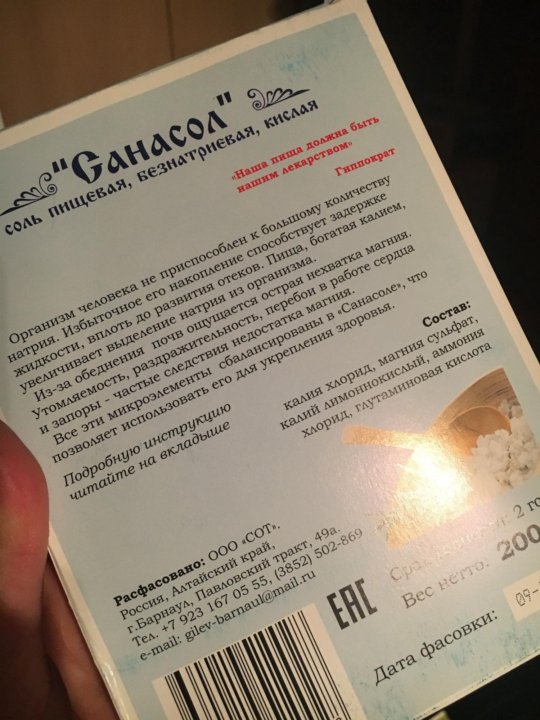 "Санасол"
соль пищевая, безнатриевая, кислая
«Наша пища должна быть
нашим лекарством»
Гиппократ
Организм человека не приспособлен к большому количеству
натрия. Избыточное его накопление способствует задержке
жидкости, вплоть до развития отеков. Пища, богатая калием,
увеличивает выделение натрия из организма.
Из-за обеднения почв ощущается острая нехватка магния.
Утомляемость, раздражительность, перебои в работе сердца
и запоры - частые следствия недостатка магния.
Все эти микроэлементы сбалансированы в «Санасоле», что
позволяет использовать его для укрепления здоровья.
Подробную инструкцию
читайте на вкладыше
Состав:
калия хлорид, магния сульфат,
калий лимоннокислый, аммония
хлорид, глутаминовая кислота
Расфасовано: ООО «СОТ».
Россия, Алтайский край,
г.Барнаул, Павловский тракт, 49а.
Тел. +7 923 167 05 55, (3852) 502-869
e-mail: gilev-barnaul@mail.ru
EAC
Срок 2 го
Вес нетто: 200
Дата фасовки: 09-